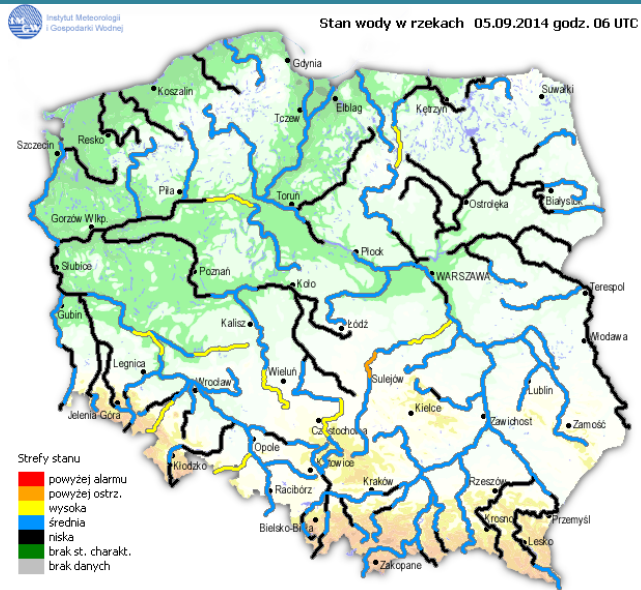 Instytut Meteorologii
i Gospodarki Wodnej
Stan wody w rzekach 05.09.2014 godz. 06 UTC
Gdynia
Koszalin
Suwałki
Elbląg
Kętrzyn
Tczew
Resko
Szczecin
Piła
Toruń
Ostrołęka
Białystok
Gorzów Wlkp.
Płock
Słubice
Poznań
WARSZAWA
Koło
Terespol
Gubin
Kalisz
Łódź
Włodawa
Legnica
Wieluń
Sulejów
Wrocław
Lublin
Jelenia Góra
Kielce
Zawichost
Zamość
Częstochowa
Opole
Kłodzko
Katowice
Racibórz
Kraków
Rzeszów
Bielsko-Biała
Krosno
Przemyśl
Lesko
Zakopane
Strefy stanu
powyżej alarmu
powyżej ostrz.
wysoka
średnia
niska
brak st. charakt.
brak danych